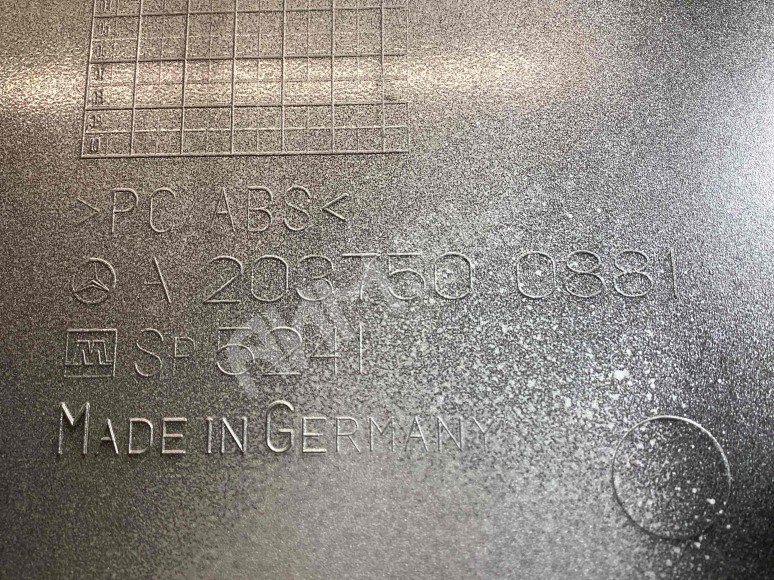 >PC/ABS<
A 203750 0881
SP 5241
MADE IN GERMANY